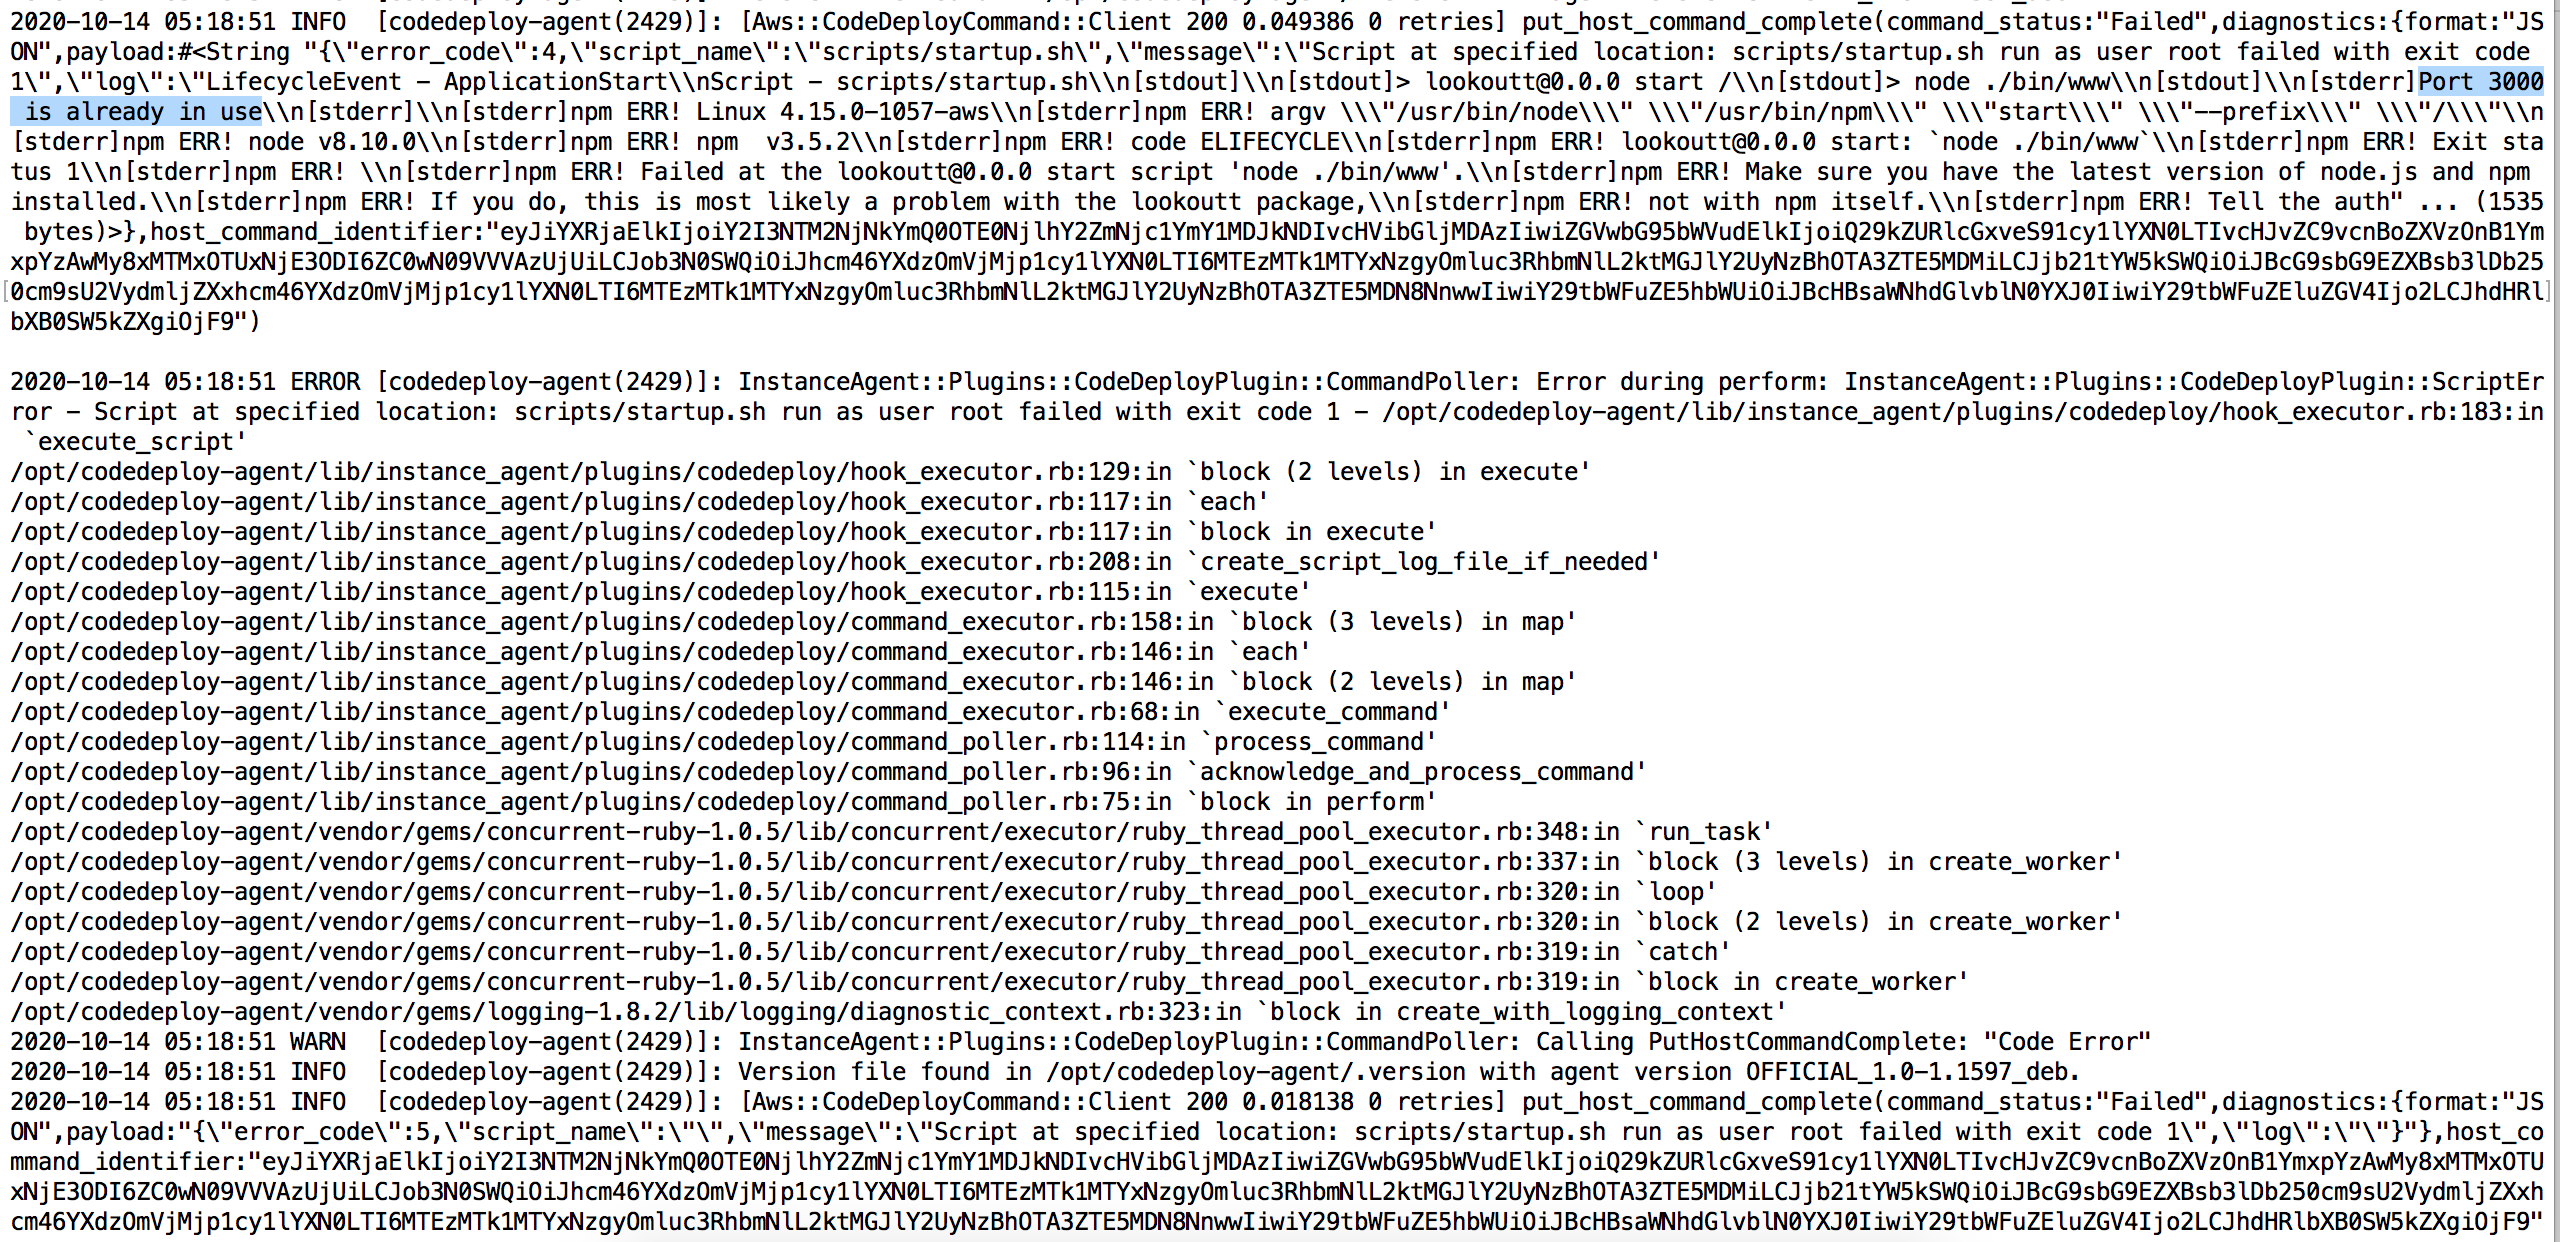 2020-10-14 05:18:51 INFO  [codedeploy-agent(2429)]: [Aws::CodeDeployCommand::Client 200 0.049386 0 retries] put_host_command_complete(command_status:"Failed",diagnostics:{format:"JS
ON",payload:#<String "{\"error_code\":4,\"script_name\":\"scripts/startup.sh\",\"message\":\"Script at specified location: scripts/startup.sh run as user root failed with exit code 
1\",\"log\":\"LifecycleEvent - ApplicationStart\\nScript - scripts/startup.sh\\n[stdout]\\n[stdout]> lookoutt@0.0.0 start /\\n[stdout]> node ./bin/www\\n[stdout]\\n[stderr]Port 3000
 is already in use\\n[stderr]\\n[stderr]npm ERR! Linux 4.15.0-1057-aws\\n[stderr]npm ERR! argv \\\"/usr/bin/node\\\" \\\"/usr/bin/npm\\\" \\\"start\\\" \\\"--prefix\\\" \\\"/\\\"\\n
[stderr]npm ERR! node v8.10.0\\n[stderr]npm ERR! npm  v3.5.2\\n[stderr]npm ERR! code ELIFECYCLE\\n[stderr]npm ERR! lookoutt@0.0.0 start: `node ./bin/www`\\n[stderr]npm ERR! Exit sta
tus 1\\n[stderr]npm ERR! \\n[stderr]npm ERR! Failed at the lookoutt@0.0.0 start script 'node ./bin/www'.\\n[stderr]npm ERR! Make sure you have the latest version of node.js and npm 
installed.\\n[stderr]npm ERR! If you do, this is most likely a problem with the lookoutt package,\\n[stderr]npm ERR! not with npm itself.\\n[stderr]npm ERR! Tell the auth" ... (1535
 bytes)>},host_command_identifier:"eyJiYXRjaElkIjoiY2I3NTM2NjNkYmQ0OTE0NjlhY2ZmNjc1YmY1MDJkNDIvcHVibGljMDAzIiwiZGVwbG95bWVudElkIjoiQ29kZURlcGxveS91cy1lYXN0LTIvcHJvZC9vcnBoZXVzOnB1Ym
xpYzAwMy8xMTMxOTUxNjE3ODI6ZC0wN09VVVAzUjUiLCJob3N0SWQiOiJhcm46YXdzOmVjMjp1cy1lYXN0LTI6MTEzMTk1MTYxNzgyOmluc3RhbmNlL2ktMGJlY2UyNzBhOTA3ZTE5MDMiLCJjb21tYW5kSWQiOiJBcG9sbG9EZXBsb3lDb25
0cm9sU2VydmljZXxhcm46YXdzOmVjMjp1cy1lYXN0LTI6MTEzMTk1MTYxNzgyOmluc3RhbmNlL2ktMGJlY2UyNzBhOTA3ZTE5MDN8NnwwIiwiY29tbWFuZE5hbWUiOiJBcHBsaWNhdGlvblN0YXJ0IiwiY29tbWFuZEluZGV4Ijo2LCJhdHRl
bXB0SW5kZXgiOjF9")
2020-10-14 05:18:51 ERROR [codedeploy-agent(2429)]: InstanceAgent::Plugins::CodeDeployPlugin::CommandPoller: Error during perform: InstanceAgent::Plugins::CodeDeployPlugin::ScriptEr
ror - Script at specified location: scripts/startup.sh run as user root failed with exit code 1 - /opt/codedeploy-agent/lib/instance_agent/plugins/codedeploy/hook_executor.rb:183:in
 `execute_script'
/opt/codedeploy-agent/lib/instance_agent/plugins/codedeploy/hook_executor.rb:129:in `block (2 levels) in execute'
/opt/codedeploy-agent/lib/instance_agent/plugins/codedeploy/hook_executor.rb:117:in `each'
/opt/codedeploy-agent/lib/instance_agent/plugins/codedeploy/hook_executor.rb:117:in `block in execute'
/opt/codedeploy-agent/lib/instance_agent/plugins/codedeploy/hook_executor.rb:208:in `create_script_log_file_if_needed'
/opt/codedeploy-agent/lib/instance_agent/plugins/codedeploy/hook_executor.rb:115:in `execute'
/opt/codedeploy-agent/lib/instance_agent/plugins/codedeploy/command_executor.rb:158:in `block (3 levels) in map'
/opt/codedeploy-agent/lib/instance_agent/plugins/codedeploy/command_executor.rb:146:in `each'
/opt/codedeploy-agent/lib/instance_agent/plugins/codedeploy/command_executor.rb:146:in `block (2 levels) in map'
/opt/codedeploy-agent/lib/instance_agent/plugins/codedeploy/command_executor.rb:68:in `execute_command'
/opt/codedeploy-agent/lib/instance_agent/plugins/codedeploy/command_poller.rb:114:in `process_command'
/opt/codedeploy-agent/lib/instance_agent/plugins/codedeploy/command_poller.rb:96:in `acknowledge_and_process_command'
/opt/codedeploy-agent/lib/instance_agent/plugins/codedeploy/command_poller.rb:75:in `block in perform'
/opt/codedeploy-agent/vendor/gems/concurrent-ruby-1.0.5/lib/concurrent/executor/ruby_thread_pool_executor.rb:348:in `run_task'
/opt/codedeploy-agent/vendor/gems/concurrent-ruby-1.0.5/lib/concurrent/executor/ruby_thread_pool_executor.rb:337:in `block (3 levels) in create_worker'
/opt/codedeploy-agent/vendor/gems/concurrent-ruby-1.0.5/lib/concurrent/executor/ruby_thread_pool_executor.rb:320:in `loop'
/opt/codedeploy-agent/vendor/gems/concurrent-ruby-1.0.5/lib/concurrent/executor/ruby_thread_pool_executor.rb:320:in `block (2 levels) in create_worker'
/opt/codedeploy-agent/vendor/gems/concurrent-ruby-1.0.5/lib/concurrent/executor/ruby_thread_pool_executor.rb:319:in `catch'
/opt/codedeploy-agent/vendor/gems/concurrent-ruby-1.0.5/lib/concurrent/executor/ruby_thread_pool_executor.rb:319:in `block in create_worker'
/opt/codedeploy-agent/vendor/gems/logging-1.8.2/lib/logging/diagnostic_context.rb:323:in `block in create_with_logging_context'
2020-10-14 05:18:51 WARN  [codedeploy-agent(2429)]: InstanceAgent::Plugins::CodeDeployPlugin::CommandPoller: Calling PutHostCommandComplete: "Code Error"
2020-10-14 05:18:51 INFO  [codedeploy-agent(2429)]: Version file found in /opt/codedeploy-agent/.version with agent version OFFICIAL_1.0-1.1597_deb.
2020-10-14 05:18:51 INFO  [codedeploy-agent(2429)]: [Aws::CodeDeployCommand::Client 200 0.018138 0 retries] put_host_command_complete(command_status:"Failed",diagnostics:{format:"JS
ON",payload:"{\"error_code\":5,\"script_name\":\"\",\"message\":\"Script at specified location: scripts/startup.sh run as user root failed with exit code 1\",\"log\":\"\"}"},host_co
mmand_identifier:"eyJiYXRjaElkIjoiY2I3NTM2NjNkYmQ0OTE0NjlhY2ZmNjc1YmY1MDJkNDIvcHVibGljMDAzIiwiZGVwbG95bWVudElkIjoiQ29kZURlcGxveS91cy1lYXN0LTIvcHJvZC9vcnBoZXVzOnB1YmxpYzAwMy8xMTMxOTU
xNjE3ODI6ZC0wN09VVVAzUjUiLCJob3N0SWQiOiJhcm46YXdzOmVjMjp1cy1lYXN0LTI6MTEzMTk1MTYxNzgyOmluc3RhbmNlL2ktMGJlY2UyNzBhOTA3ZTE5MDMiLCJjb21tYW5kSWQiOiJBcG9sbG9EZXBsb3lDb250cm9sU2VydmljZXxh
cm46YXdzOmVjMjp1cy1lYXN0LTI6MTEzMTk1MTYxNzgyOmluc3RhbmNlL2ktMGJlY2UyNzBhOTA3ZTE5MDN8NnwwIiwiY29tbWFuZE5hbWUiOiJBcHBsaWNhdGlvblN0YXJ0IiwiY29tbWFuZEluZGV4Ijo2LCJhdHRlbXB0SW5kZXgiOjF9"